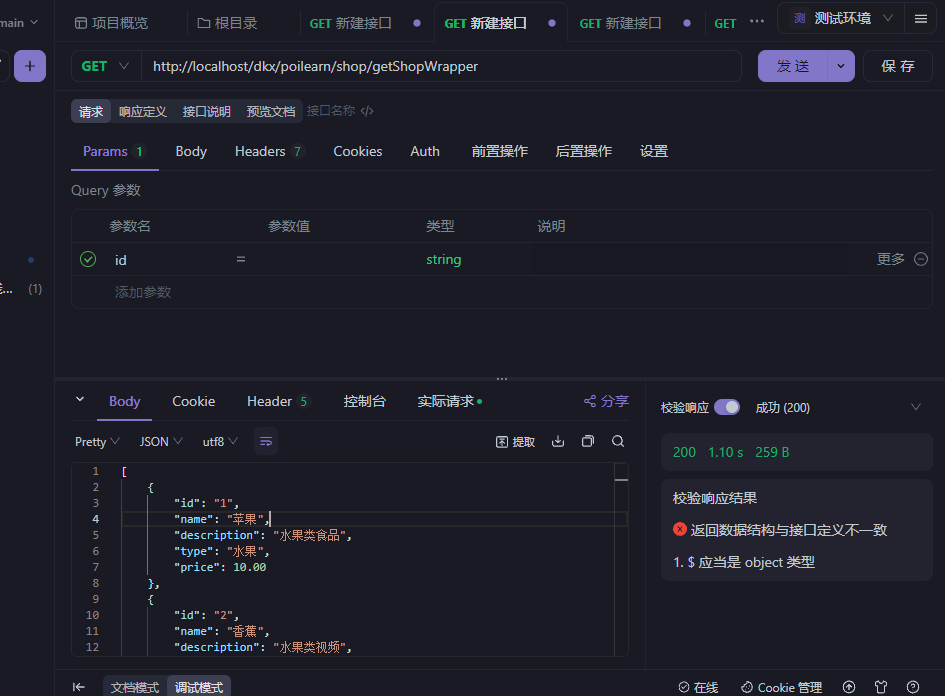 main
项目概览
根目录
GET 新建接口
GET 新建接口
GET 新建接口
GET
测 测试环境
GET
http://localhost/dkx/poilearn/shop/getShopWrapper
发 送
保 存
请求 响应定义 接口说明 预览文档 接口名称
Params 1 Body Headers 7 Cookies Auth 前置操作 后置操作 设置
Query 参数
参数名 参数值 类型 说明
id = string 更多
添加参数
(1)
Body Cookie Header 5 控制台 实际请求 分享
Pretty JSON utf8 提取
1 [
2 {
3 "id": "1",
4 "name": "苹果",
5 "description": "水果类食品",
6 "type": "水果",
7 "price": 10.00
8 },
9 {
10 "id": "2",
11 "name": "香蕉",
12 "description": "水果类视频",
校验响应 成功 (200)
200 1.10 s 259 B
校验响应结果
返回数据结构与接口定义不一致
1. $ 应当是 object 类型
文档模式 调试模式
在线 Cookie 管理